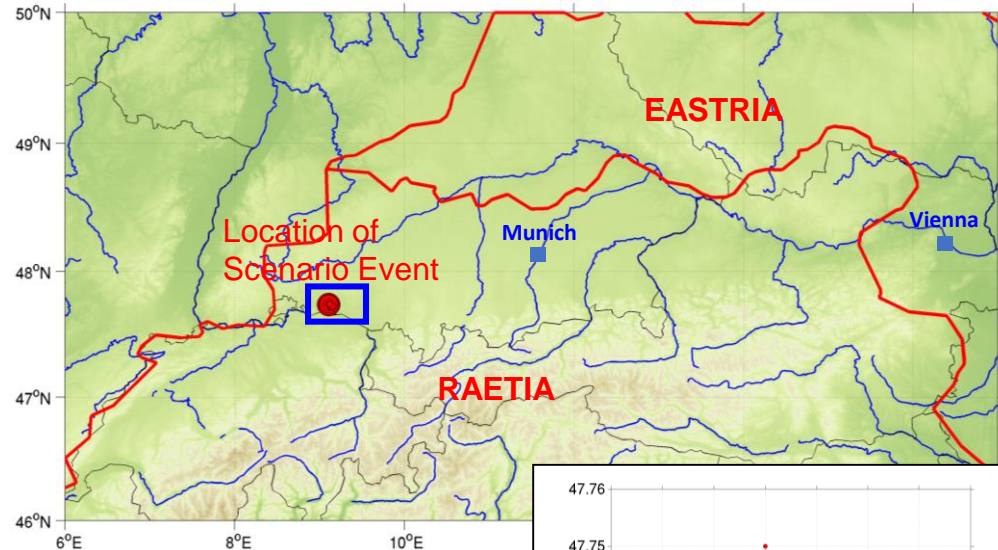 50°N
EASTRIA
49°N
Location of
Scenario Event
Munich
Vienna
48°N
47°N
RAETIA
46°N
6°E
8°E
10°E
47.76
47.75